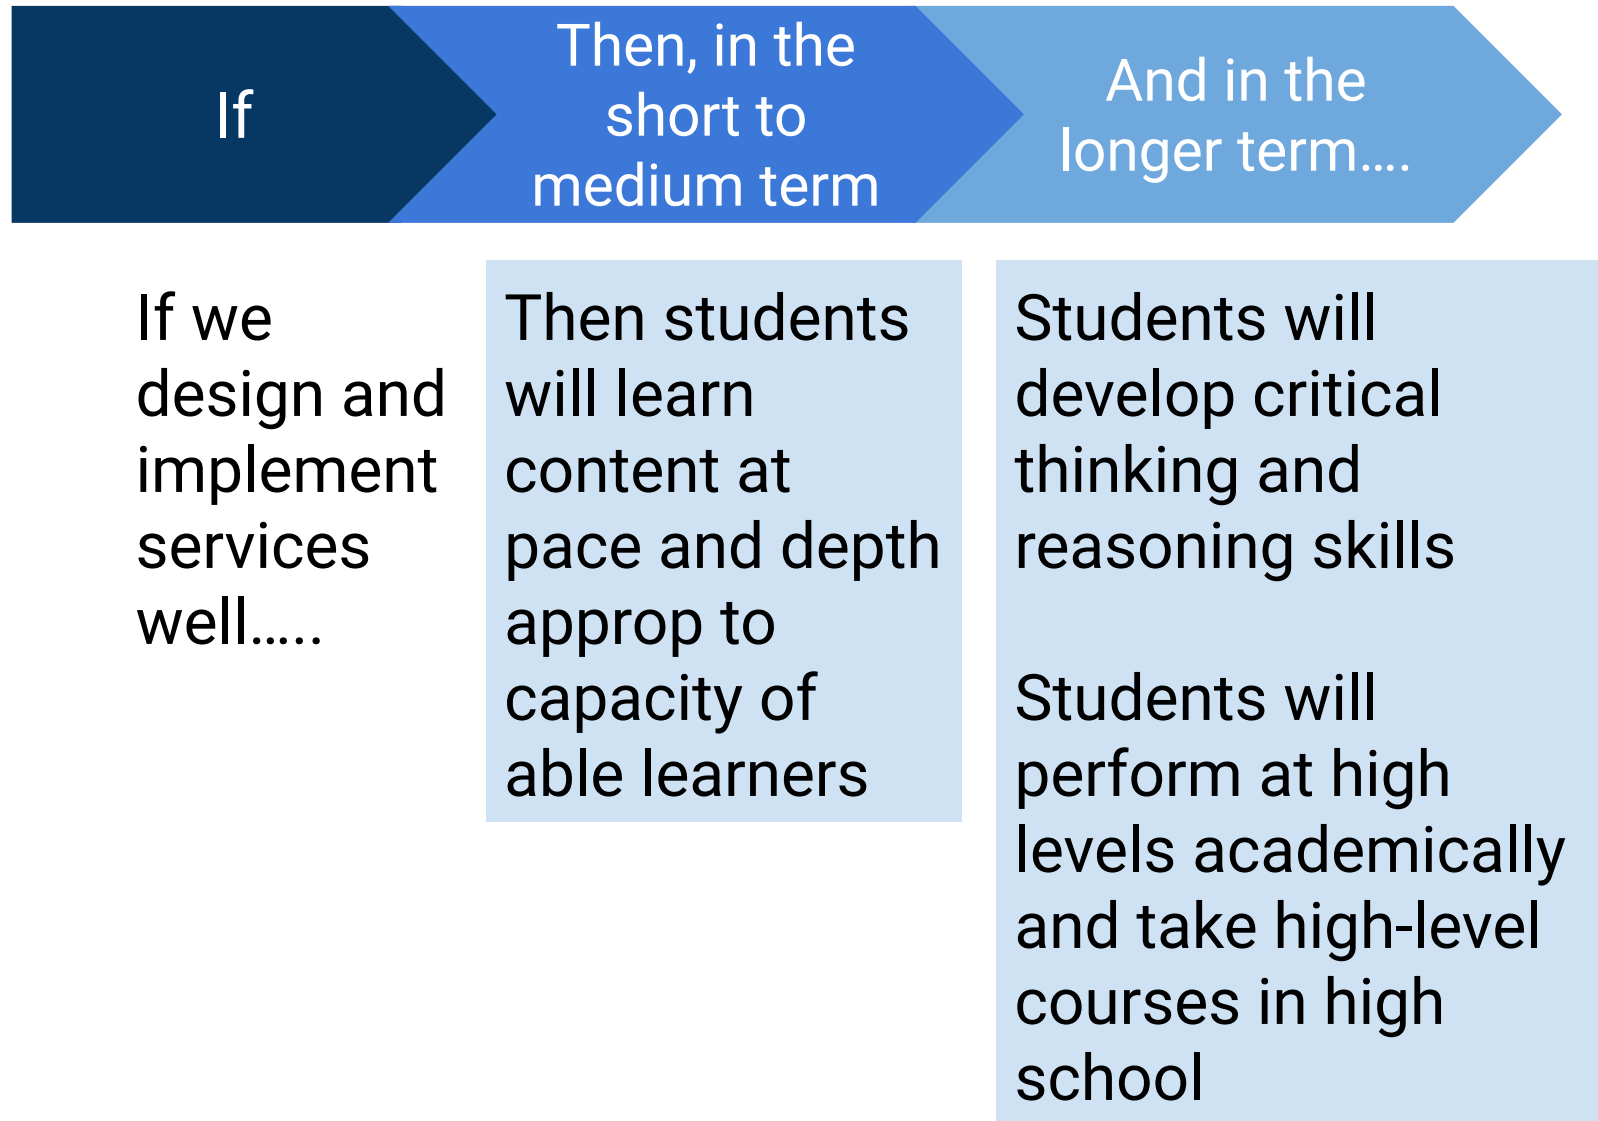 If
Then, in the
short to
medium term
And in the
longer term....
If we
design and
implement
services
well.....
Then students
will learn
content at
pace and depth
approp to
capacity of
able learners
Students will
develop critical
thinking and
reasoning skills
Students will
perform at high
levels academically
and take high-level
courses in high
school